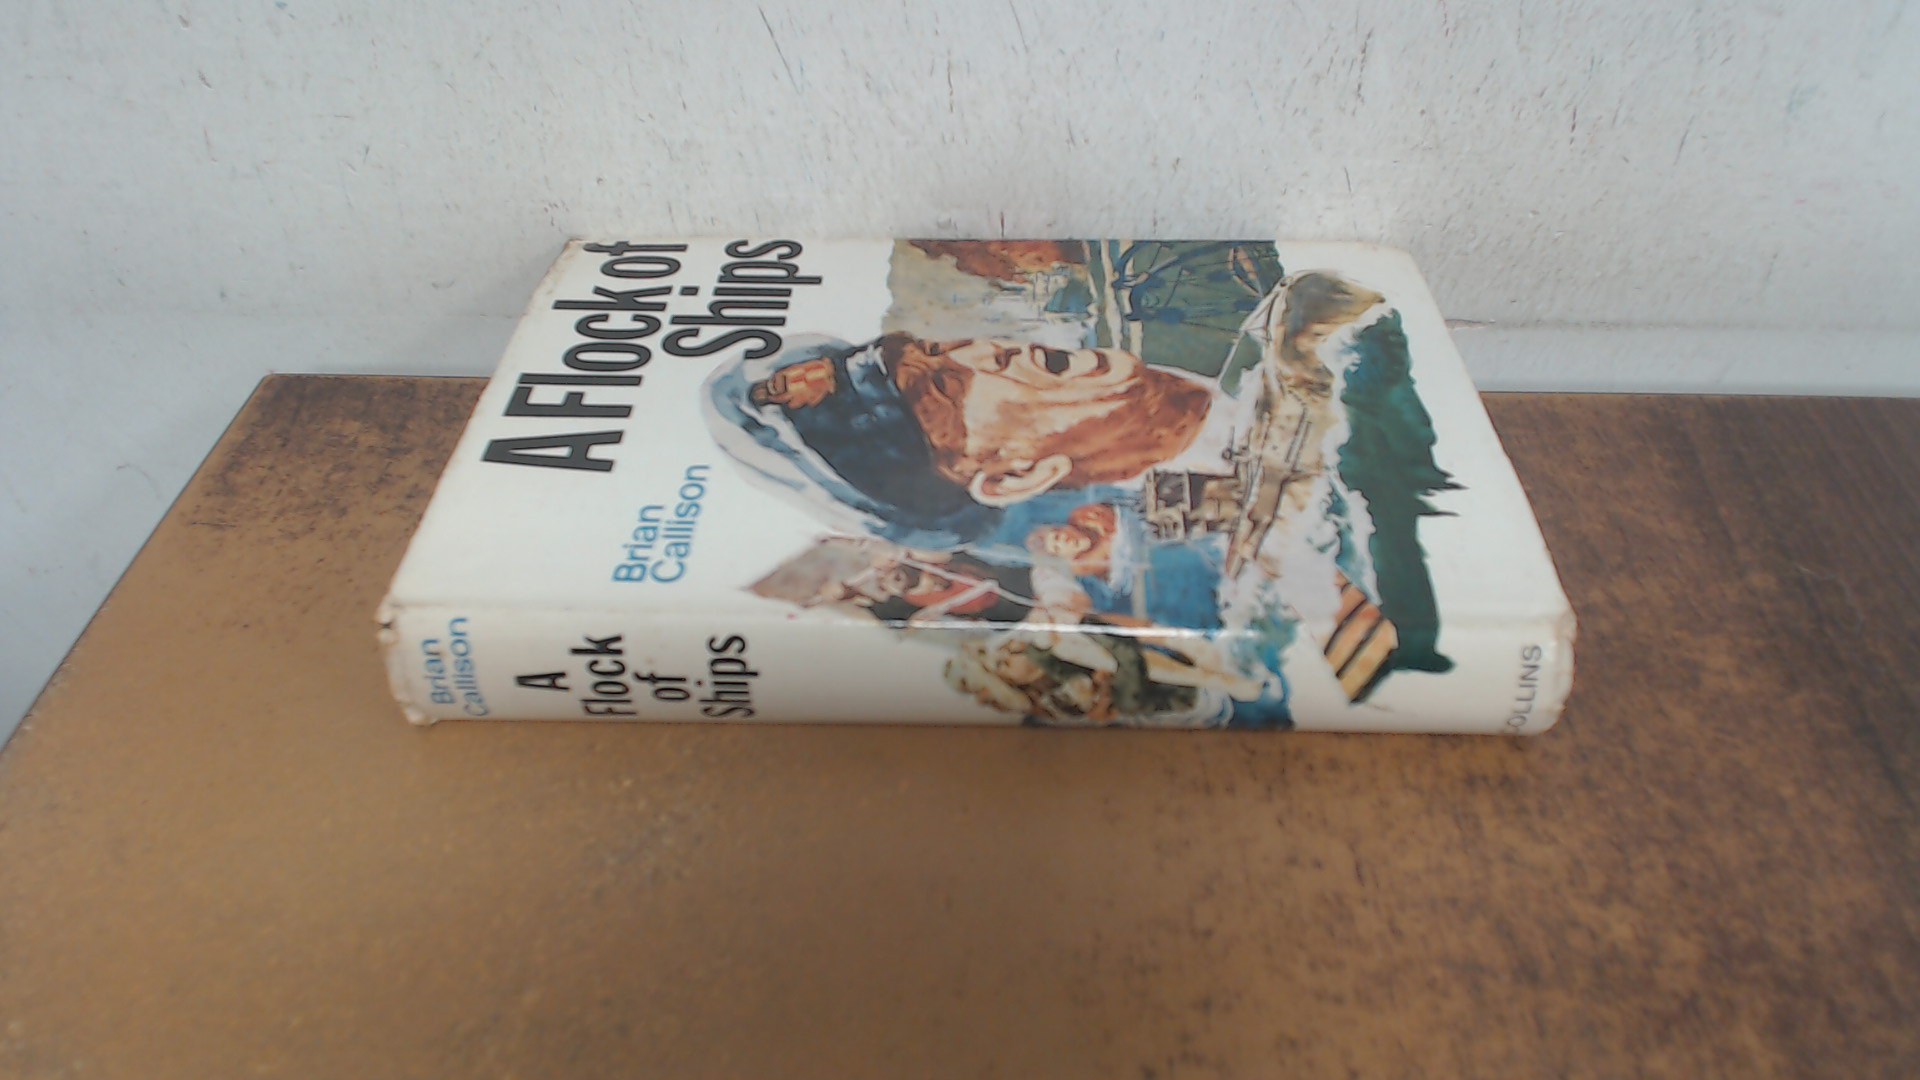 A Flock of
Ships
Brian
Callison
Brian
Callison
A
Flock
of
Ships
COLLINS